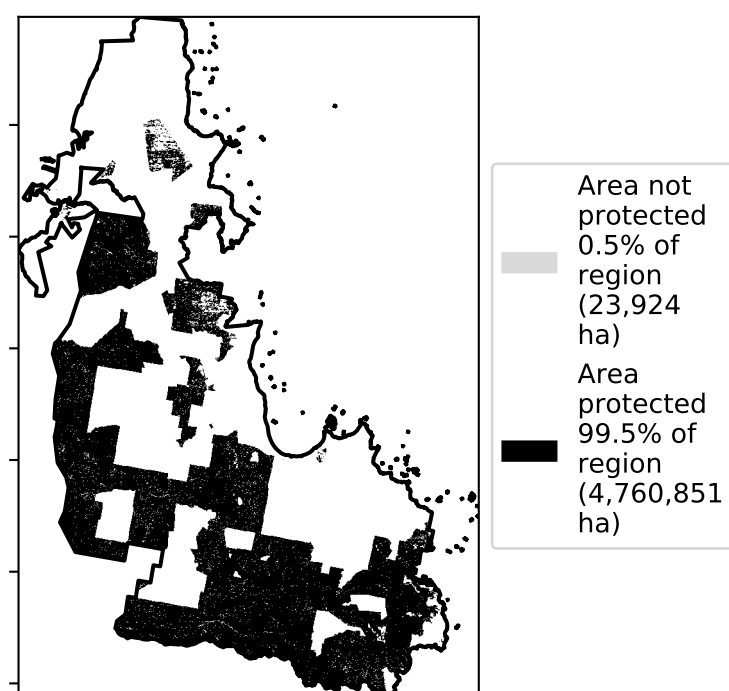 Area not
protected
0.5% of
region
(23,924
ha)
Area
protected
99.5% of
region
(4,760,851
ha)